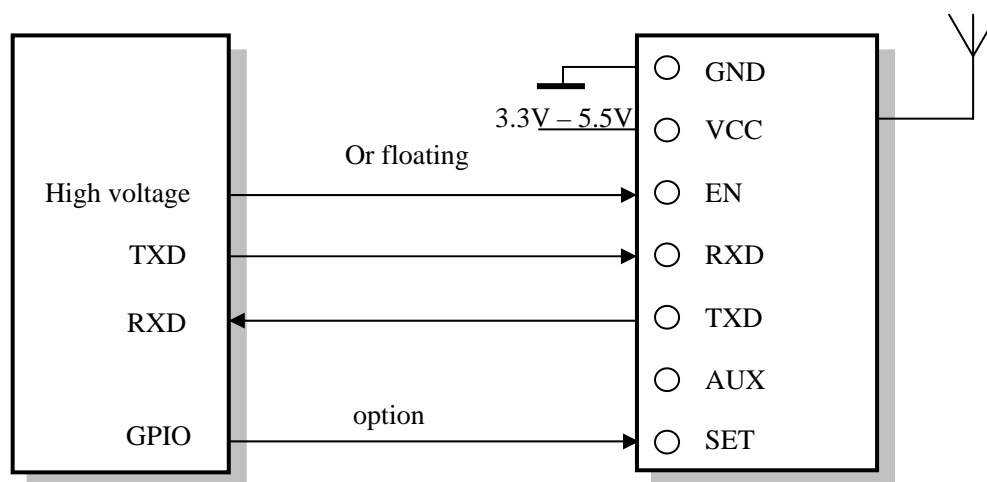 GND
3.3V – 5.5V VCC
Or floating
High voltage EN
TXD RXD
RXD TXD
AUX
option
GPIO SET